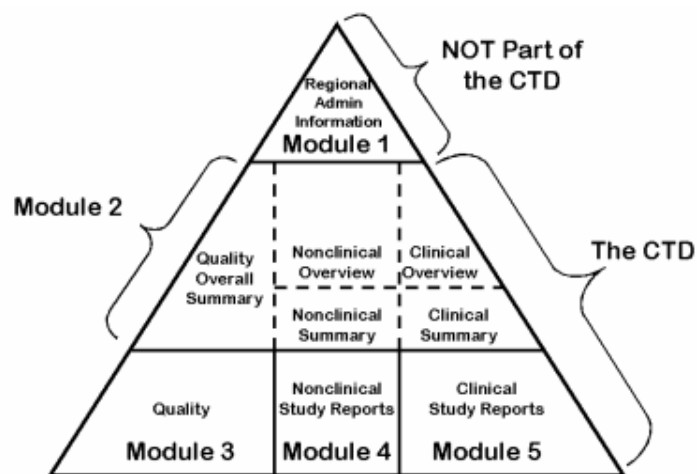 NOT Part of
the CTD
Regional
Admin
Information
Module 1
Module 2
The CTD
Quality
Overall
Summary
Nonclinical
Overview
Clinical
Overview
Nonclinical
Summary
Clinical
Summary
Quality
Module 3
Nonclinical
Study Reports
Module 4
Clinical
Study Reports
Module 5